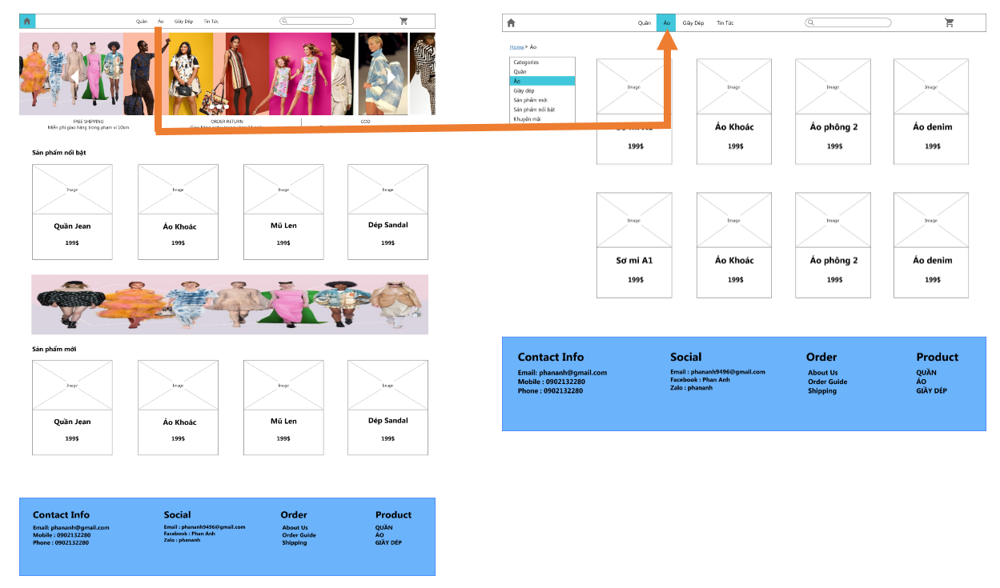 Quần Áo Giầy Dép Tin Tức
FREE SHIPPING
Miễn phí giao hàng trong phạm vi 10km
ORDER RETURN
COD
Sản phẩm nổi bật
Image Image Image Image
Quần Jean Áo Khoác Mũ Len Dép Sandal
199$ 199$ 199$ 199$
Sản phẩm mới
Image Image Image Image
Quần Jean Áo Khoác Mũ Len Dép Sandal
199$ 199$ 199$ 199$
Contact Info
Email: phananh@gmail.com
Mobile : 0902132280
Phone : 0902132280
Social
Email : phananh9496@gmail.com
Facebook : Phan Anh
Zalo : phananh
Order
About Us
Order Guide
Shipping
Product
QUẦN
ÁO
GIẦY DÉP
Quần Áo Giầy Dép Tin Tức
Home> Áo
Categories
Quần
Áo
Giầy dép
Sản phẩm mới
Sản phẩm nổi bật
Khuyến mãi
Image Image Image Image
Sơ mi A1 Áo Khoác Áo phông 2 Áo denim
199$ 199$ 199$ 199$
Image Image Image Image
Sơ mi A1 Áo Khoác Áo phông 2 Áo denim
199$ 199$ 199$ 199$
Contact Info
Email: phananh@gmail.com
Mobile : 0902132280
Phone : 0902132280
Social
Email : phananh9496@gmail.com
Facebook : Phan Anh
Zalo : phananh
Order
About Us
Order Guide
Shipping
Product
QUẦN
ÁO
GIẦY DÉP